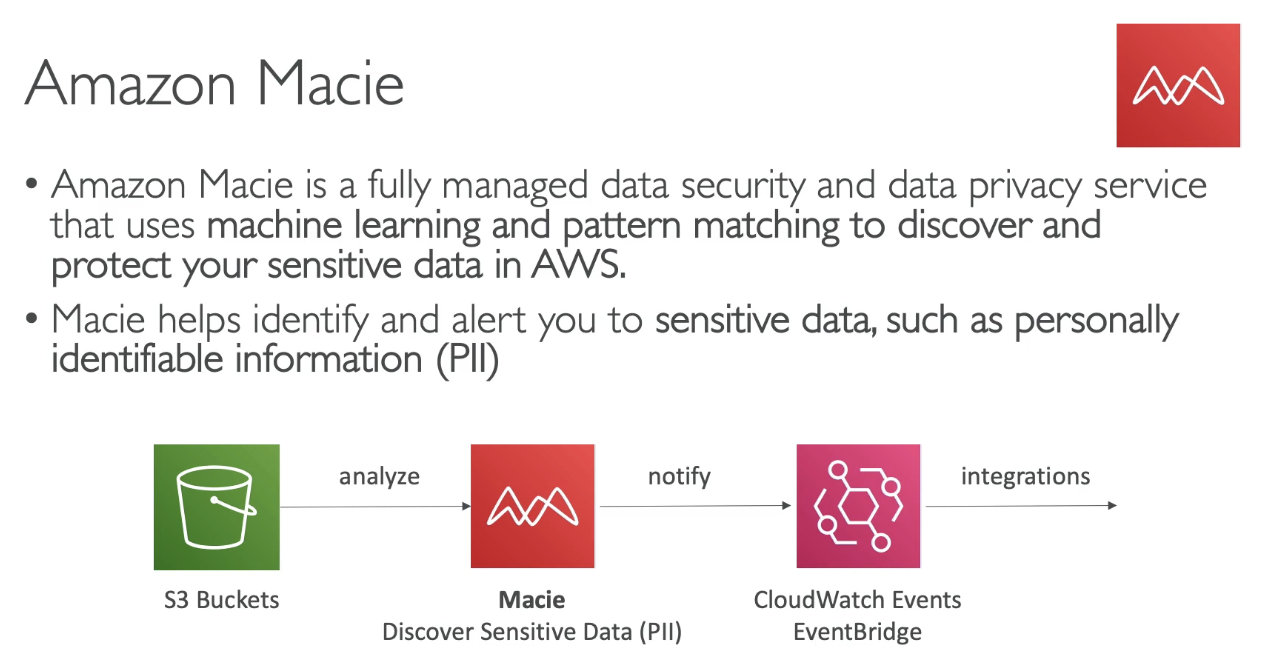 Amazon Macie
• Amazon Macie is a fully managed data security and data privacy service
that uses machine learning and pattern matching to discover and
protect your sensitive data in AWS.
• Macie helps identify and alert you to sensitive data, such as personally
identifiable information (PII)
analyze
notify
integrations
S3 Buckets
Macie
Discover Sensitive Data (PII)
CloudWatch Events
EventBridge